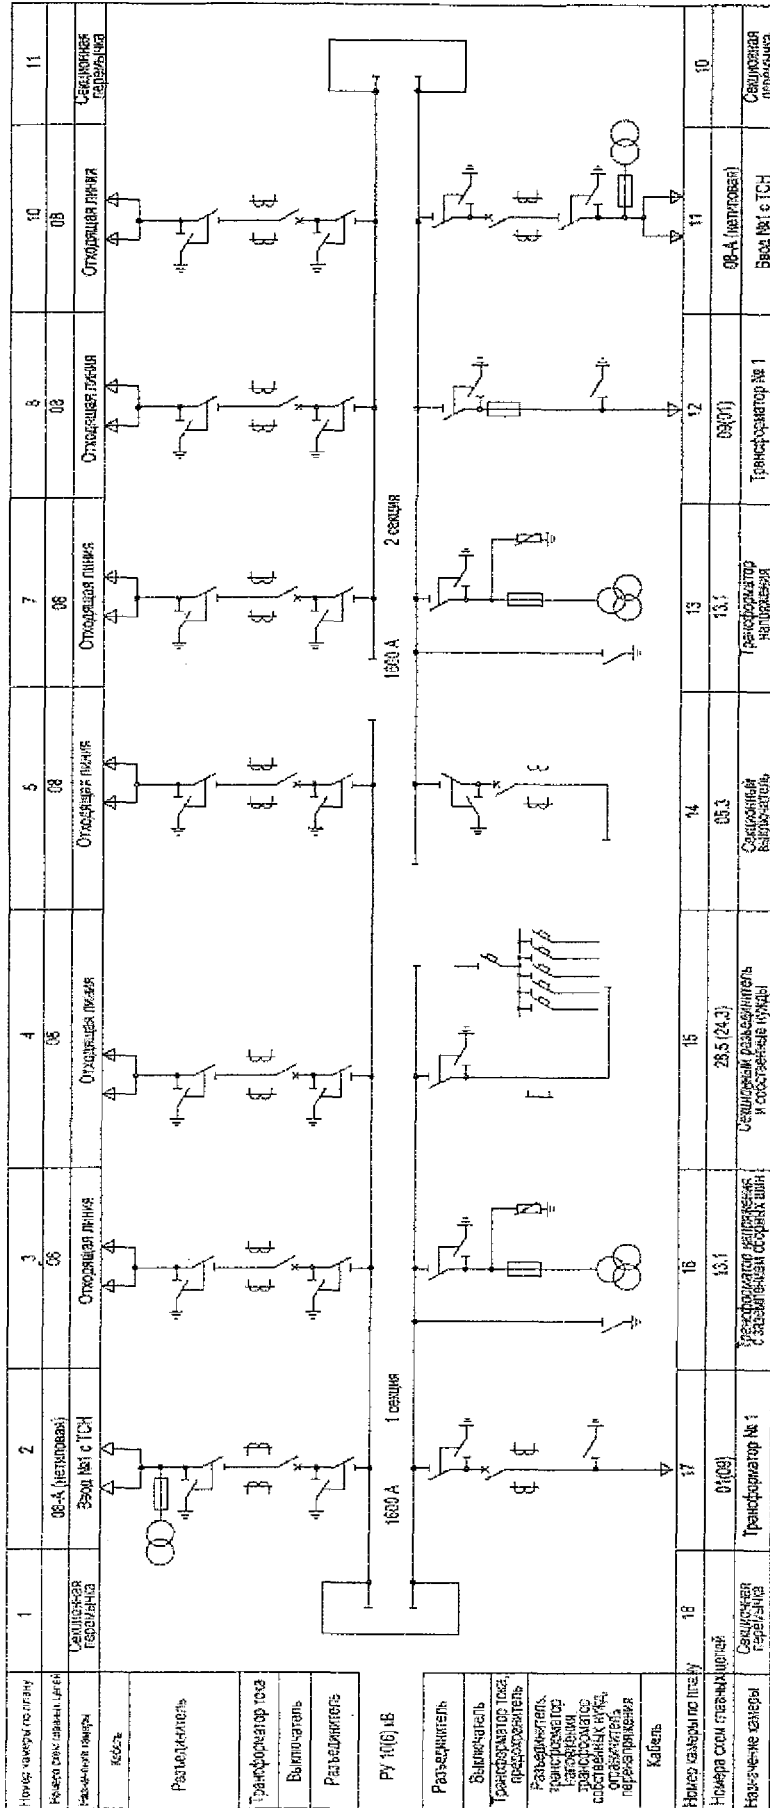 Номер камеры по плану
1
2
3
4
5
7
8
10
11
Номера схем главных цепей
08-А (нетиповая)
08
08
08
08
08
08
Назначение камеры
Секционная
перемычка
Ввод №1 с ТСН
Отходящая линия
Отходящая линия
Отходящая линия
Отходящая линия
Отходящая линия
Отходящая линия
Секционная
перемычка
Кабель
Разъединитель
Трансформатор тока
Выключатель
Разъединитель
РУ 10(6) кВ
1600 А
1 секция
1600 А
2 секция
Разъединитель
Выключатель
Трансформатор тока,
предохранитель
Разъединитель,
трансформатор
напряжения,
трансформатор
собственных нужд,
ограничитель
перенапряжения
Кабель
Номер камеры по плану
18
17
16
15
14
13
12
11
10
Номера схем главных цепей
01(09)
13.1
28.5 (24.3)
05.3
13.1
09(01)
08-А (нетиповая)
Назначение камеры
Секционная
перемычка
Трансформатор № 1
Трансформатор напряжения
с заземлением сборных шин
Секционный разъединитель
и собственные нужды
Секционный
выключатель
Трансформатор
напряжения
Трансформатор № 1
Ввод №1 с ТСН
Секционная
перемычка